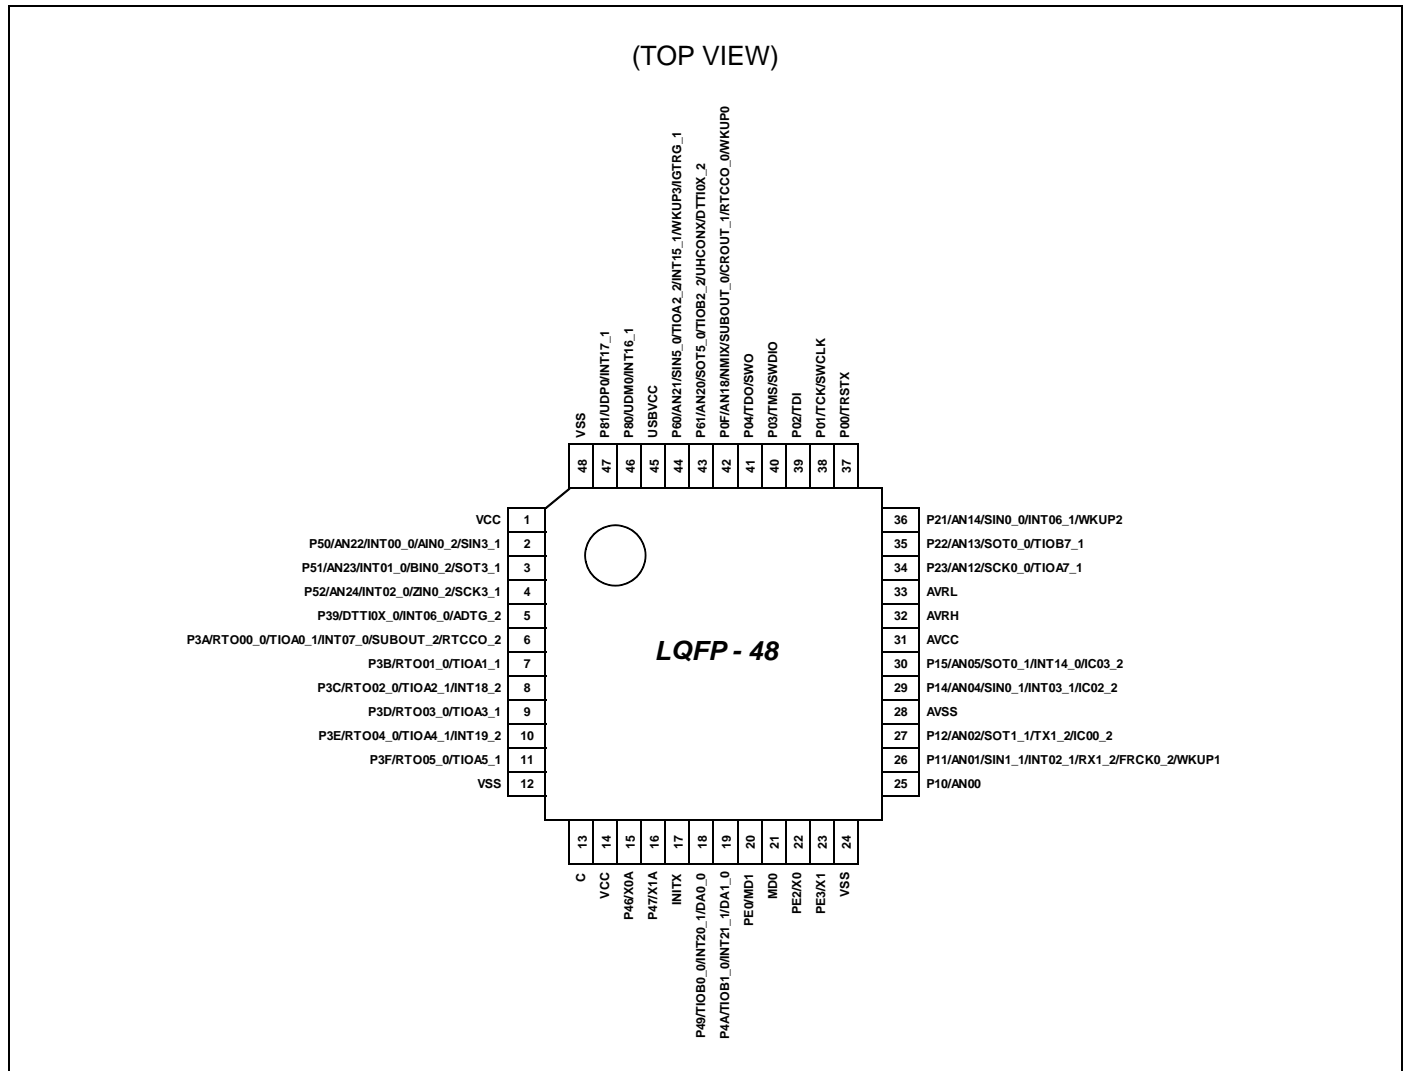 (TOP VIEW)
VSS
P81/UDP0/INT17_1
P80/UDM0/INT16_1
USBVCC
P60/AN21/SIN5_0/TIOA2_2/INT15_1/WKUP3/IGTRG_1
P61/AN20/SOT5_0/TIOB2_2/UHCONX/DTTI0X_2
P0F/AN18/NMIX/SUBOUT_0/CROUT_1/RTCCO_0/WKUP0
P04/TDO/SWO
P03/TMS/SWDIO
P02/TDI
P01/TCK/SWCLK
P00/TRSTX
48
47
46
45
44
43
42
41
40
39
38
37
VCC 1
P50/AN22/INT00_0/AIN0_2/SIN3_1 2
P51/AN23/INT01_0/BIN0_2/SOT3_1 3
P52/AN24/INT02_0/ZIN0_2/SCK3_1 4
P39/DTTI0X_0/INT06_0/ADTG_2 5
P3A/RTO00_0/TIOA0_1/INT07_0/SUBOUT_2/RTCCO_2 6
P3B/RTO01_0/TIOA1_1 7
P3C/RTO02_0/TIOA2_1/INT18_2 8
P3D/RTO03_0/TIOA3_1 9
P3E/RTO04_0/TIOA4_1/INT19_2 10
P3F/RTO05_0/TIOA5_1 11
VSS 12
LQFP - 48
36 P21/AN14/SIN0_0/INT06_1/WKUP2
35 P22/AN13/SOT0_0/TIOB7_1
34 P23/AN12/SCK0_0/TIOA7_1
33 AVRL
32 AVRH
31 AVCC
30 P15/AN05/SOT0_1/INT14_0/IC03_2
29 P14/AN04/SIN0_1/INT03_1/IC02_2
28 AVSS
27 P12/AN02/SOT1_1/TX1_2/IC00_2
26 P11/AN01/SIN1_1/INT02_1/RX1_2/FRCK0_2/WKUP1
25 P10/AN00
13
14
15
16
17
18
19
20
21
22
23
24
C
VCC
P46/X0A
P47/X1A
INITX
P49/TIOB0_0/INT20_1/DA0_0
P4A/TIOB1_0/INT21_1/DA1_0
PE0/MD1
MD0
PE2/X0
PE3/X1
VSS